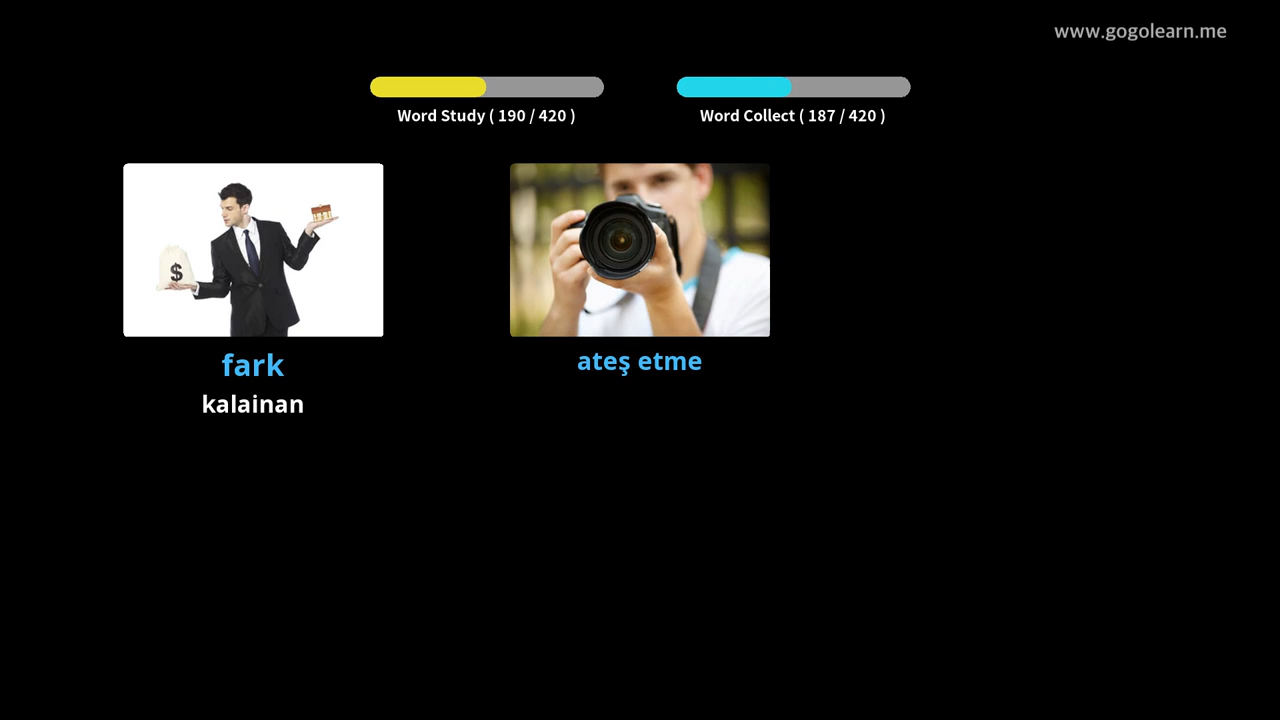 www.gogolearn.me
Word Study ( 190 / 420 )
Word Collect ( 187 / 420 )
$
fark
ateş etme
kalainan